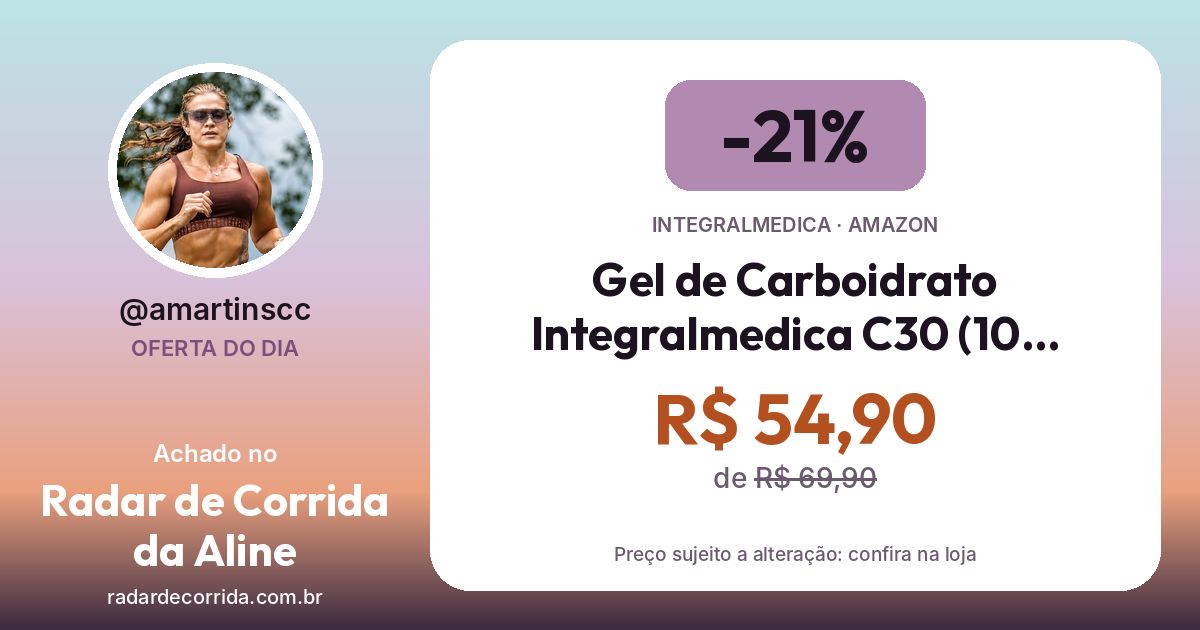 @amartinscc
OFERTA DO DIA
Achado no
Radar de Corrida
da Aline
radardecorrida.com.br
-21%
INTEGRALMEDICA · AMAZON
Gel de Carboidrato
Integralmedica C30 (10...
R$ 54,90
de R$ 69,90
Preço sujeito a alteração: confira na loja